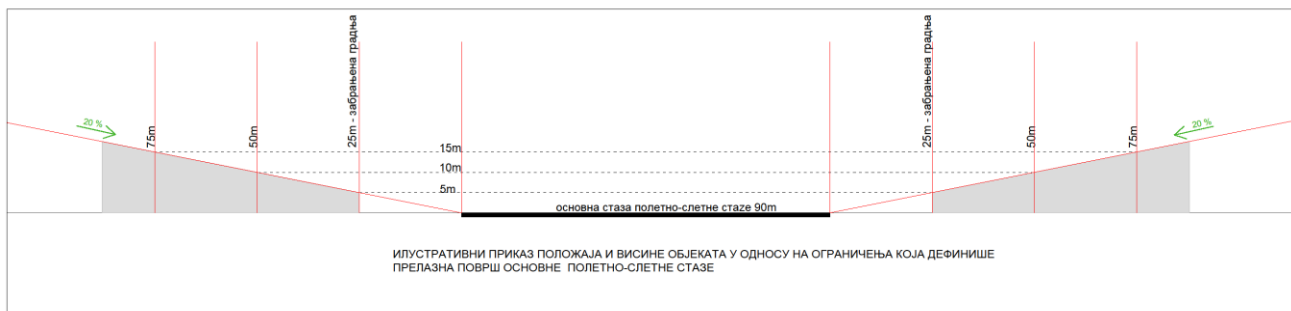 20 %
75m
50m
25m - забрањена градња
25m - забрањена градња
50m
75m
20 %
15m
10m
5m
основна стаза полетно-слетне стаzе 90m
ИЛУСТРАТИВНИ ПРИКАЗ ПОЛОЖАЈА И ВИСИНЕ ОБЈЕКАТА У ОДНОСУ НА ОГРАНИЧЕЊА КОЈА ДЕФИНИШЕ
ПРЕЛАЗНА ПОВРШ ОСНОВНЕ ПОЛЕТНО-СЛЕТНЕ СТАЗЕ